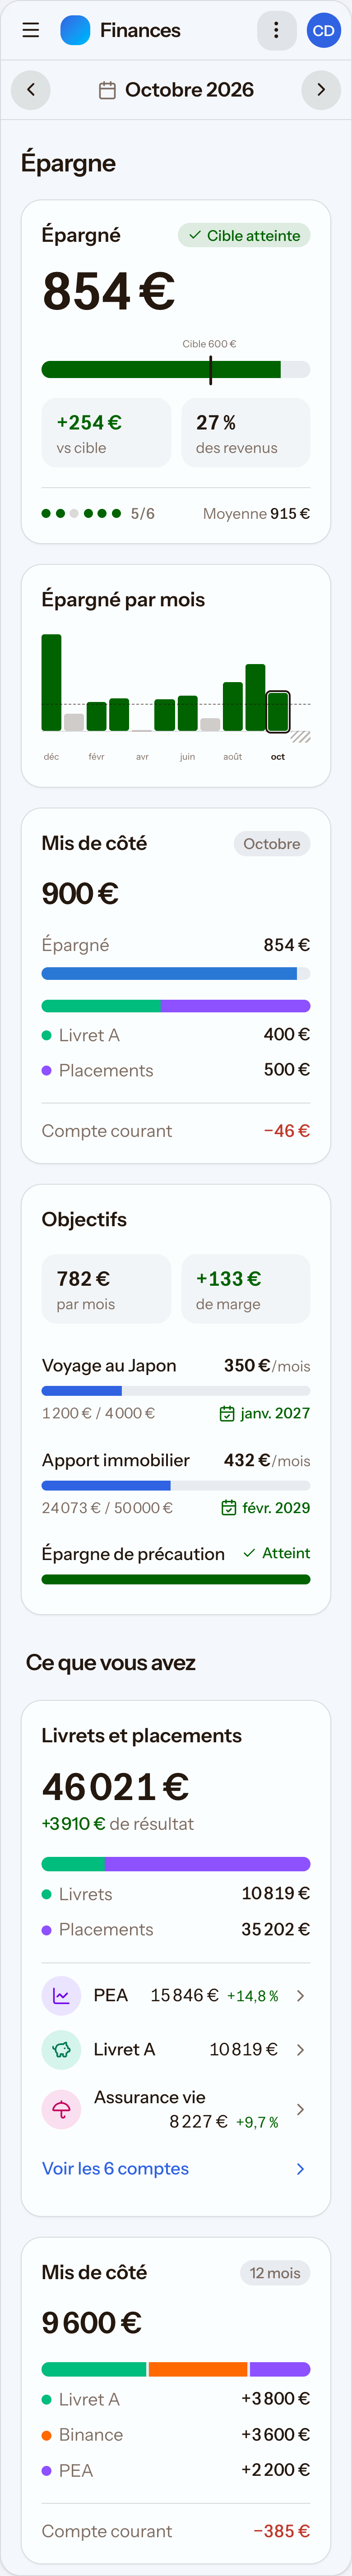 Finances
CD
Octobre 2026
Épargne
Épargné
Cible atteinte
854 €
Cible 600 €
+254 €
vs cible
27 %
des revenus
5/6
Moyenne 915 €
Épargné par mois
déc févr avr juin août oct
Mis de côté
Octobre
900 €
Épargné 854 €
Livret A 400 €
Placements 500 €
Compte courant −46 €
Objectifs
782 €
par mois
+133 €
de marge
Voyage au Japon 350 €/mois
1 200 € / 4 000 € janv. 2027
Apport immobilier 432 €/mois
24 073 € / 50 000 € févr. 2029
Épargne de précaution Atteint
Ce que vous avez
Livrets et placements
46 021 €
+3 910 € de résultat
Livrets 10 819 €
Placements 35 202 €
PEA 15 846 € +14,8 %
Livret A 10 819 €
Assurance vie
8 227 € +9,7 %
Voir les 6 comptes
Mis de côté
12 mois
9 600 €
Livret A +3 800 €
Binance +3 600 €
PEA +2 200 €
Compte courant −385 €